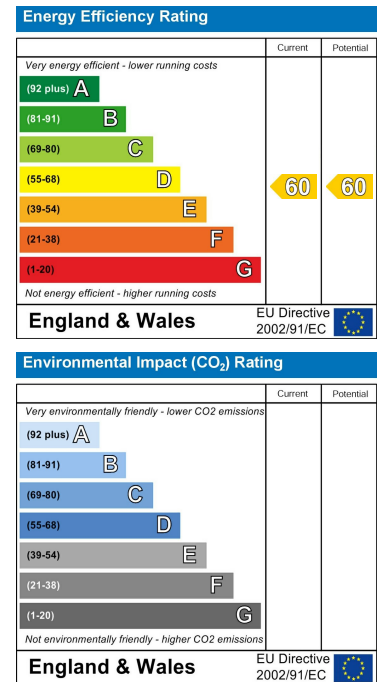 Energy Efficiency Rating
Current Potential
Very energy efficient - lower running costs
(92 plus) A
(81-91) B
(69-80) C
(55-68) D
60 60
(39-54) E
(21-38) F
(1-20) G
Not energy efficient - higher running costs
England & Wales
EU Directive
2002/91/EC
Environmental Impact (CO₂) Rating
Current Potential
Very environmentally friendly - lower CO2 emissions
(92 plus) A
(81-91) B
(69-80) C
(55-68) D
(39-54) E
(21-38) F
(1-20) G
Not environmentally friendly - higher CO2 emissions
England & Wales
EU Directive
2002/91/EC